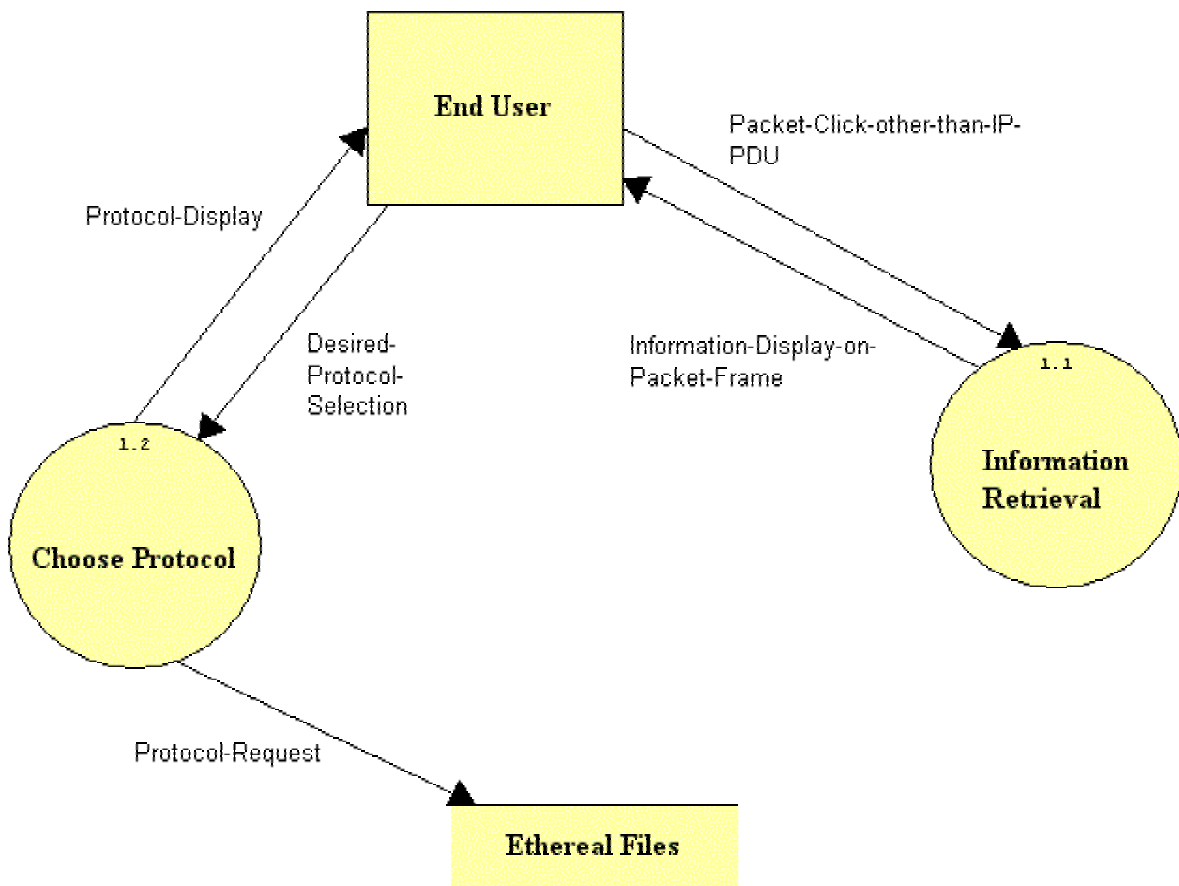 End User
Packet-Click-other-than-IP-
PDU
Protocol-Display
Desired-
Protocol-
Selection
Information-Display-on-
Packet-Frame
1.1
Information
Retrieval
1.2
Choose Protocol
Protocol-Request
Ethereal Files